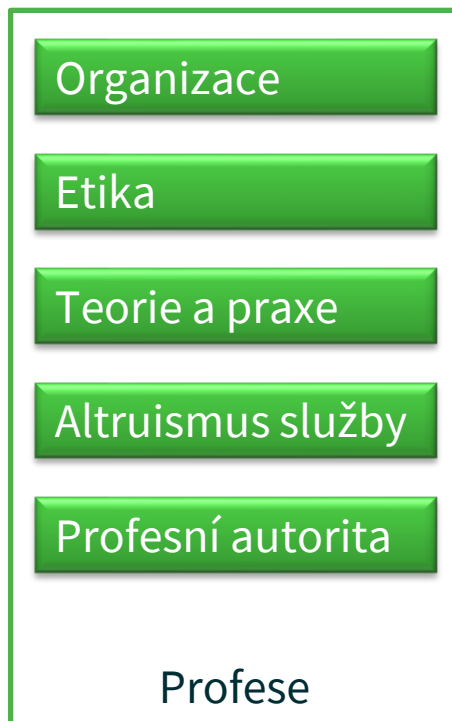 Organizace
Etika
Teorie a praxe
Altruismus služby
Profesní autorita
Profese